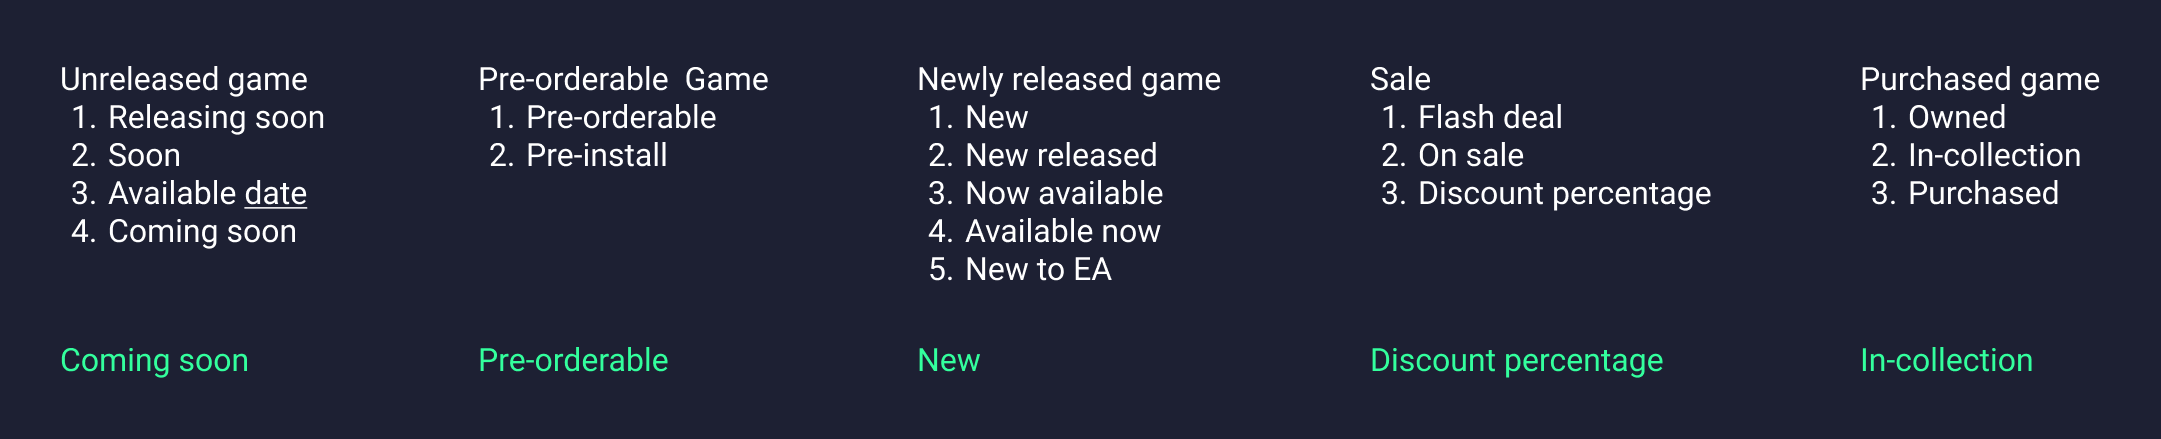 Unreleased game
1. Releasing soon
2. Soon
3. Available date
4. Coming soon
Coming soon
Pre-orderable  Game
1. Pre-orderable
2. Pre-install
Pre-orderable
Newly released game
1. New
2. New released
3. Now available
4. Available now
5. New to EA
New
Sale
1. Flash deal
2. On sale
3. Discount percentage
Discount percentage
Purchased game
1. Owned
2. In-collection
3. Purchased
In-collection